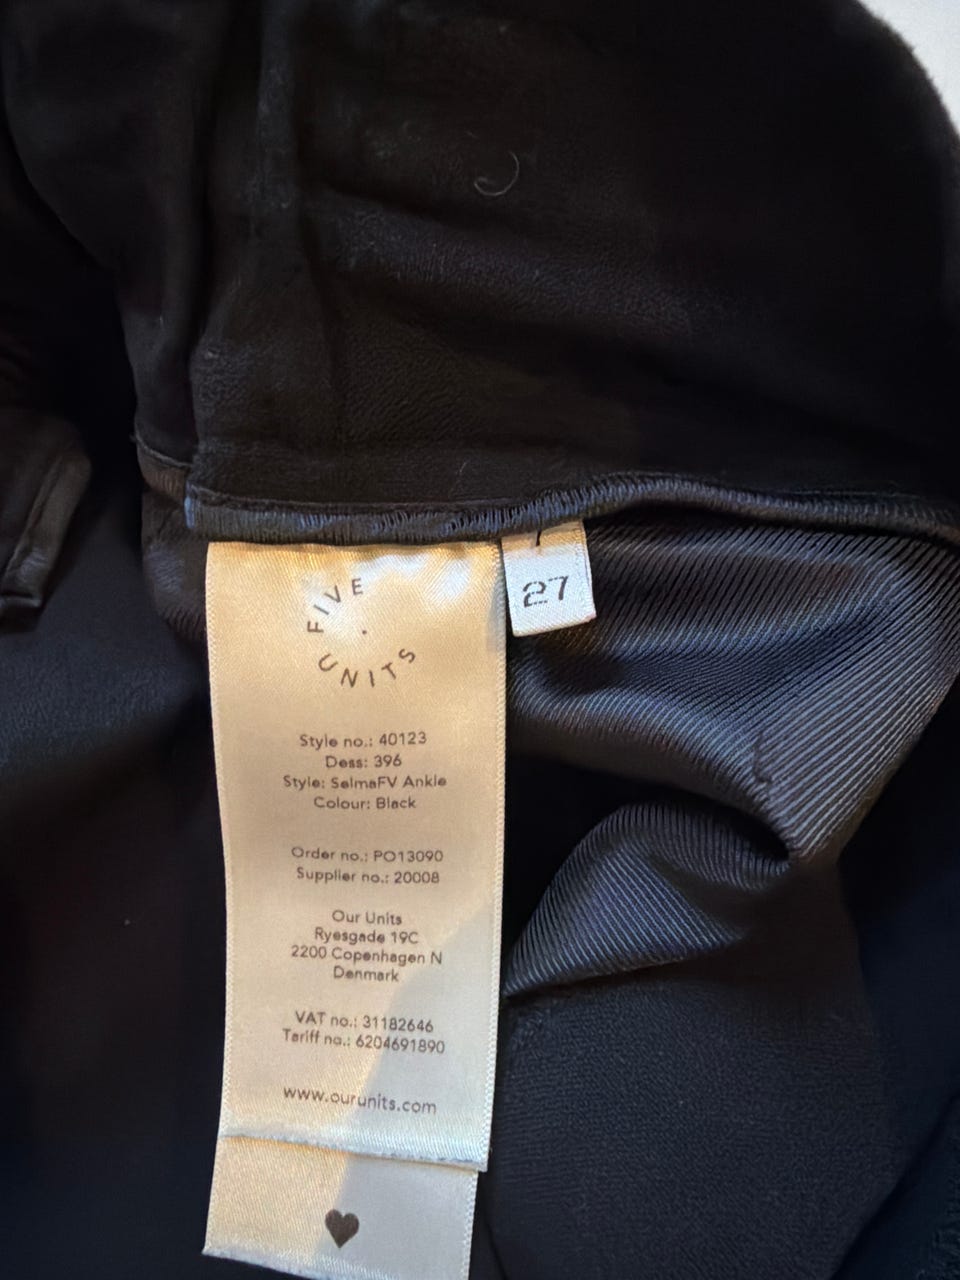 FIVE
UNITS
27
Style no.: 40123
Dess: 396
Style: SelmaFV Ankle
Colour: Black
Order no.: PO13090
Supplier no.: 20008
Our Units
Ryesgade 19C
2200 Copenhagen N
Denmark
VAT no.: 31182646
Tariff no.: 6204691890
www.ourunits.com